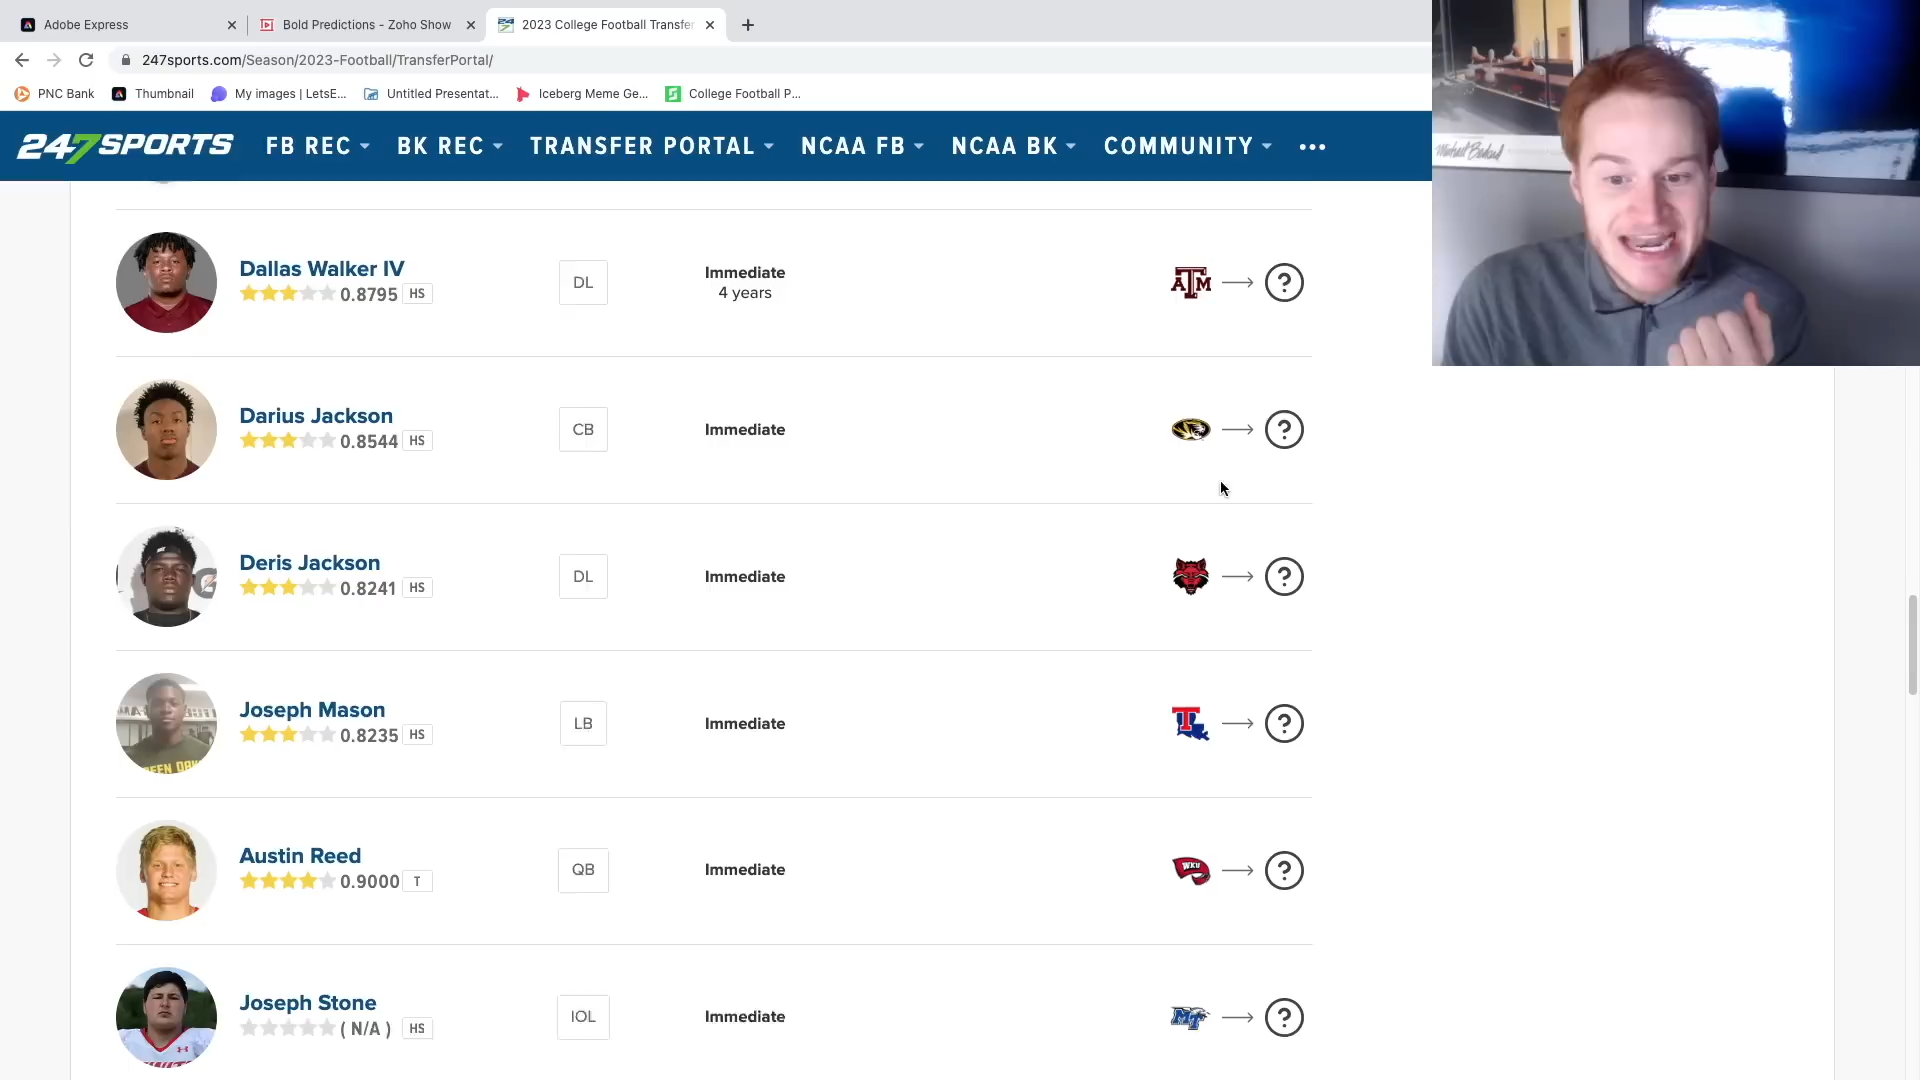 Adobe Express
Bold Predictions - Zoho Show
2023 College Football Transfer
247sports.com/Season/2023-Football/TransferPortal/
PNC Bank
Thumbnail
My images | LetsE...
Untitled Presentat...
Iceberg Meme Ge...
College Football P...
247SPORTS
FB REC
BK REC
TRANSFER PORTAL
NCAA FB
NCAA BK
COMMUNITY
Dallas Walker IV
0.8795 HS
DL
Immediate
4 years
ATM
?
Darius Jackson
0.8544 HS
CB
Immediate
?
Deris Jackson
0.8241 HS
DL
Immediate
?
Joseph Mason
0.8235 HS
LB
Immediate
?
Austin Reed
0.9000 T
QB
Immediate
WKU
?
Joseph Stone
( N/A ) HS
IOL
Immediate
MT
?